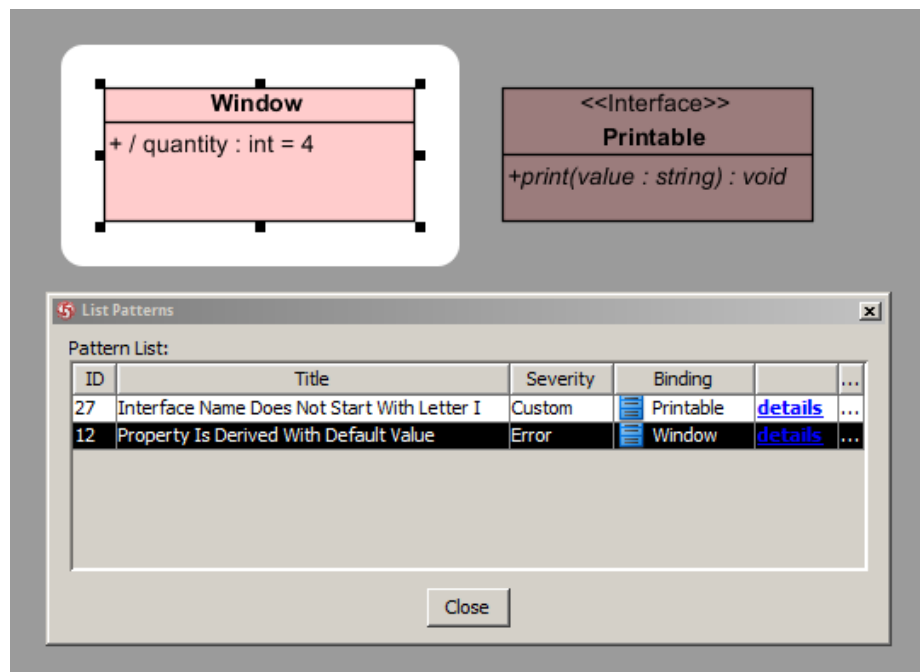 Window
+ / quantity : int = 4
<<Interface>>
Printable
+print(value : string) : void
List Patterns
Pattern List:
ID Title Severity Binding ...
27 Interface Name Does Not Start With Letter I Custom Printable details ...
12 Property Is Derived With Default Value Error Window details ...
Close